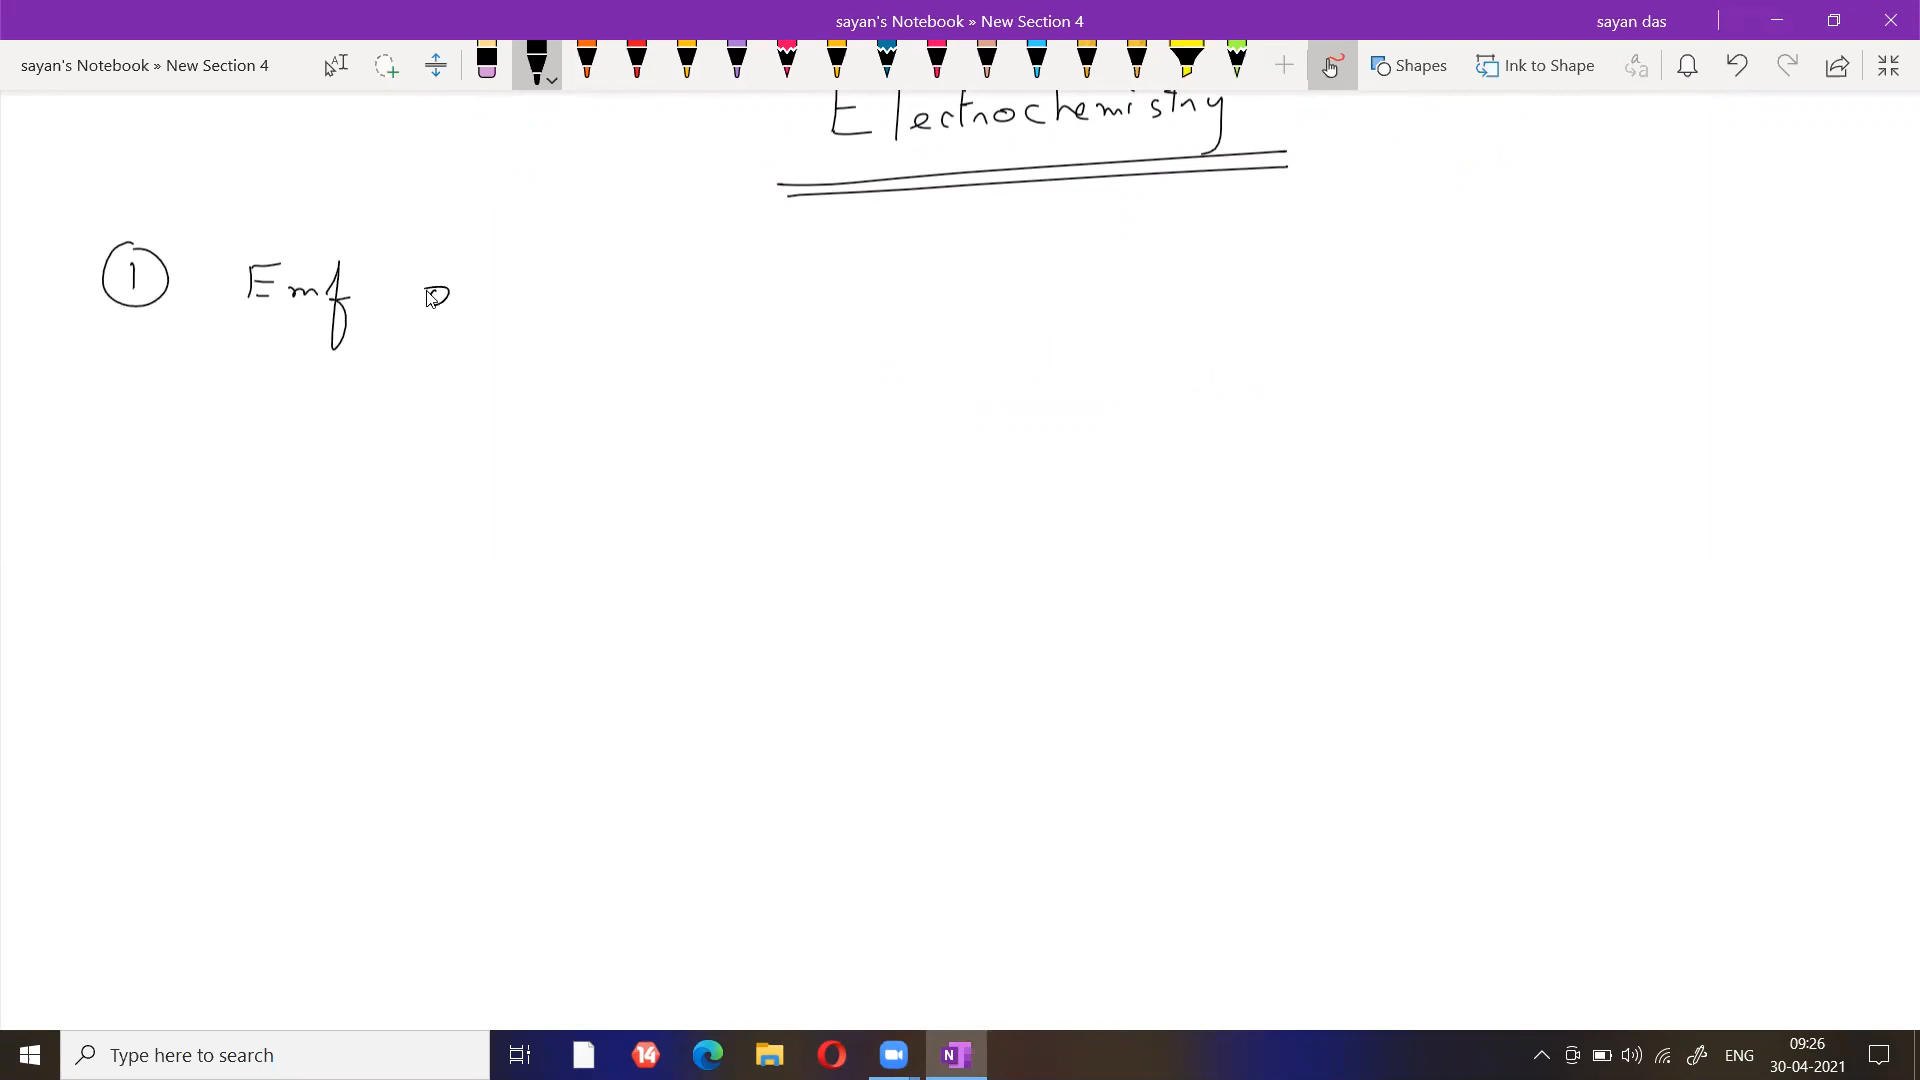 sayan's Notebook » New Section 4
sayan das
sayan's Notebook » New Section 4
Shapes
Ink to Shape
Electrochemistry
1 Emf o
Type here to search
14
N
ENG
09:26
30-04-2021